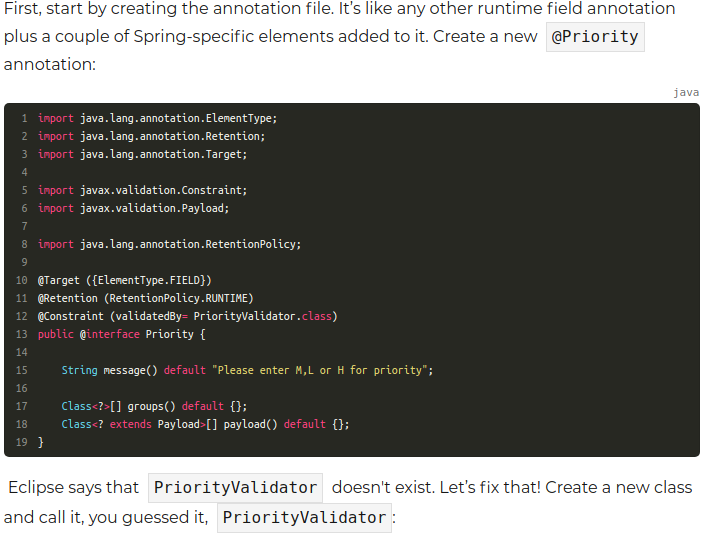 First, start by creating the annotation file. It's like any other runtime field annotation
plus a couple of Spring-specific elements added to it. Create a new @Priority
annotation:
java
1 import java.lang.annotation.ElementType;
2 import java.lang.annotation.Retention;
3 import java.lang.annotation.Target;
4
5 import javax.validation.Constraint;
6 import javax.validation.Payload;
7
8 import java.lang.annotation.RetentionPolicy;
9
10 @Target ({ElementType.FIELD})
11 @Retention (RetentionPolicy.RUNTIME)
12 @Constraint (validatedBy= PriorityValidator.class)
13 public @interface Priority {
14
15     String message() default "Please enter M,L or H for priority";
16
17     Class<?>[] groups() default {};
18     Class<? extends Payload>[] payload() default {};
19 }
Eclipse says that PriorityValidator doesn't exist. Let's fix that! Create a new class
and call it, you guessed it, PriorityValidator: